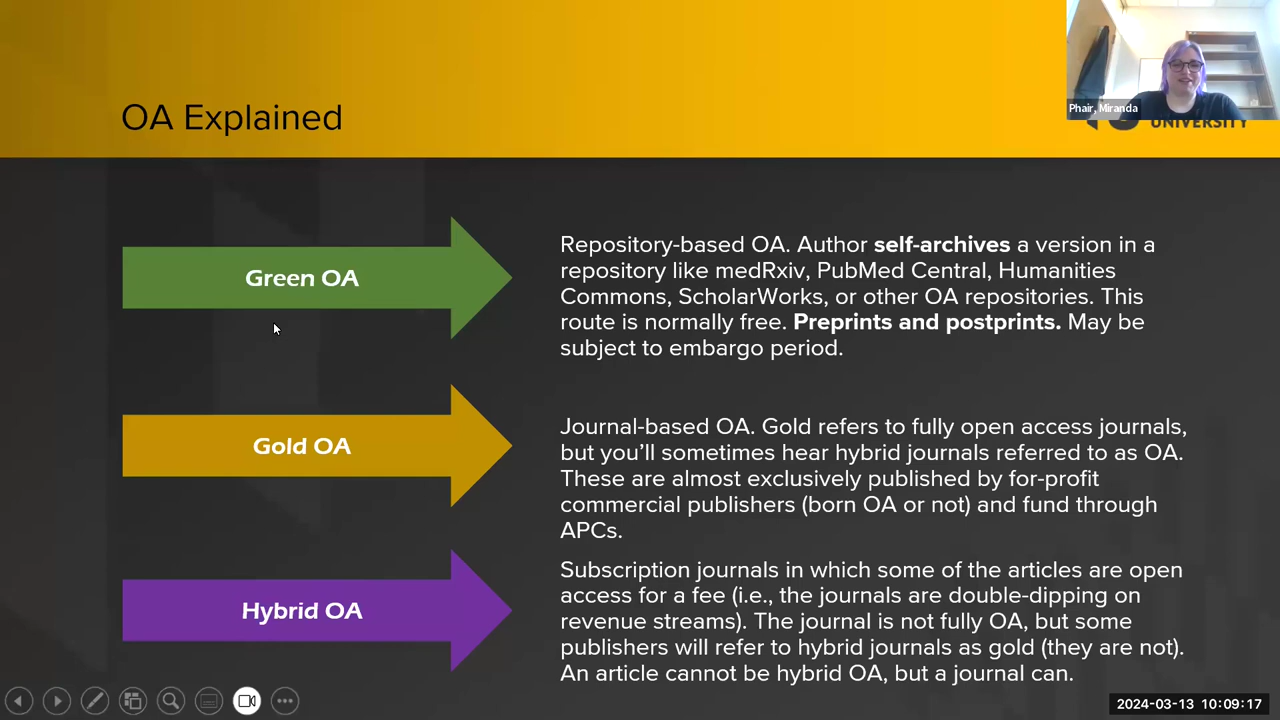 Phair, Miranda
UNIVERSITY
OA Explained
Green OA
Repository-based OA. Author self-archives a version in a
repository like medRxiv, PubMed Central, Humanities
Commons, ScholarWorks, or other OA repositories. This
route is normally free. Preprints and postprints. May be
subject to embargo period.
Gold OA
Journal-based OA. Gold refers to fully open access journals,
but you’ll sometimes hear hybrid journals referred to as OA.
These are almost exclusively published by for-profit
commercial publishers (born OA or not) and fund through
APCs.
Hybrid OA
Subscription journals in which some of the articles are open
access for a fee (i.e., the journals are double-dipping on
revenue streams). The journal is not fully OA, but some
publishers will refer to hybrid journals as gold (they are not).
An article cannot be hybrid OA, but a journal can.
2024-03-13 10:09:17